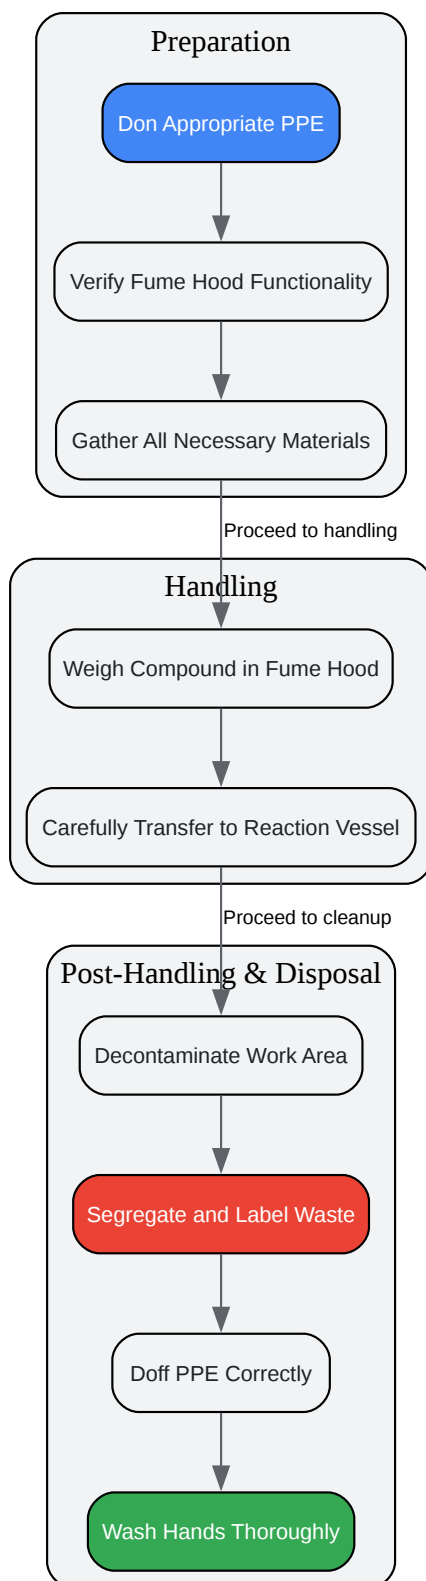 Preparation
Don Appropriate PPE
Verify Fume Hood Functionality
Gather All Necessary Materials
Proceed to handling
Handling
Weigh Compound in Fume Hood
Carefully Transfer to Reaction Vessel
Proceed to cleanup
Post-Handling & Disposal
Decontaminate Work Area
Segregate and Label Waste
Doff PPE Correctly
Wash Hands Thoroughly